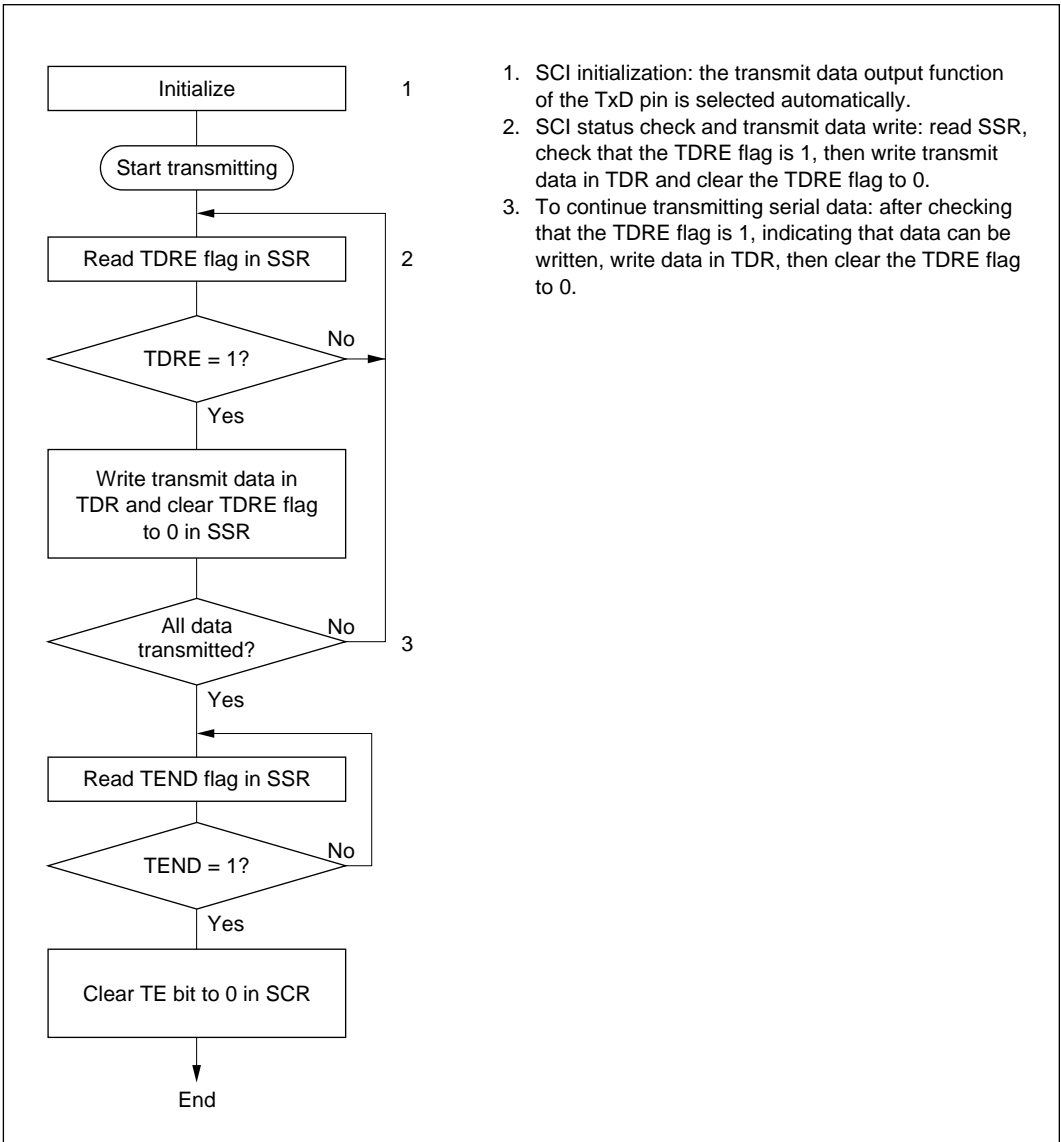 Initialize
1
Start transmitting
Read TDRE flag in SSR
2
No
TDRE = 1?
Yes
Write transmit data in
TDR and clear TDRE flag
to 0 in SSR
All data
transmitted?
No
3
Yes
Read TEND flag in SSR
No
TEND = 1?
Yes
Clear TE bit to 0 in SCR
End
1. SCI initialization: the transmit data output function
of the TxD pin is selected automatically.
2. SCI status check and transmit data write: read SSR,
check that the TDRE flag is 1, then write transmit
data in TDR and clear the TDRE flag to 0.
3. To continue transmitting serial data: after checking
that the TDRE flag is 1, indicating that data can be
written, write data in TDR, then clear the TDRE flag
to 0.